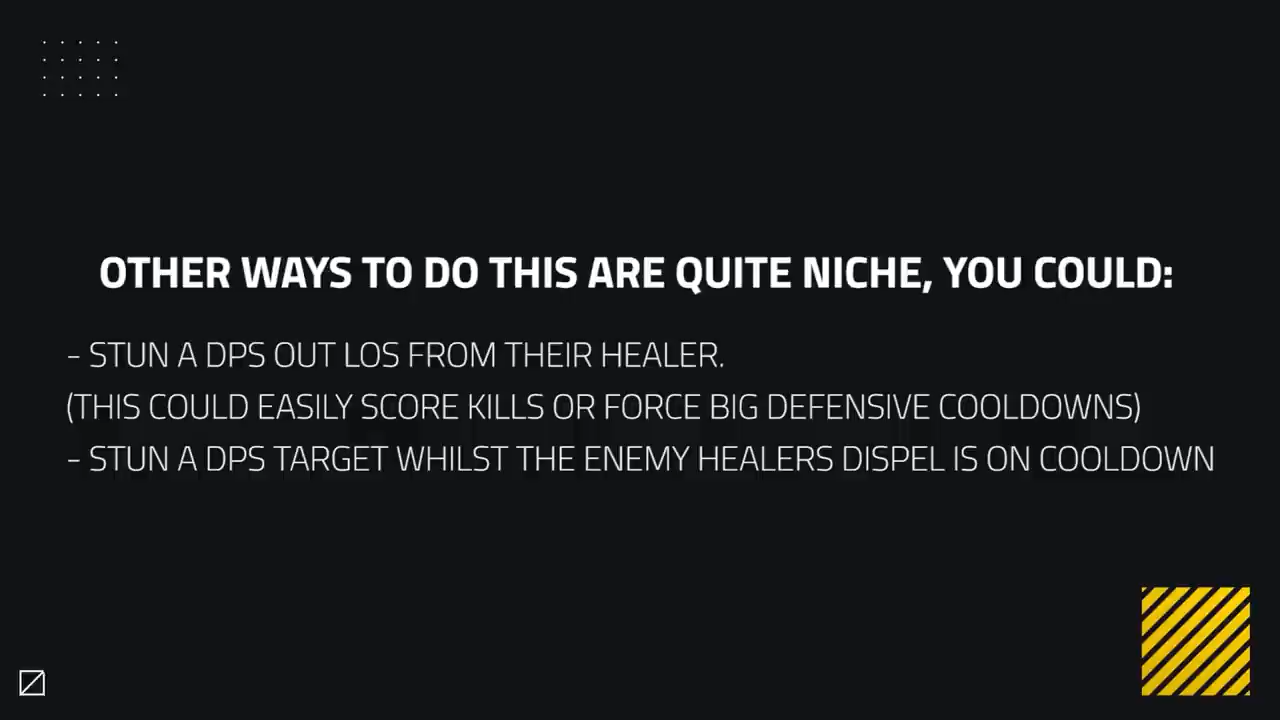 OTHER WAYS TO DO THIS ARE QUITE NICHE, YOU COULD:
- STUN A DPS OUT LOS FROM THEIR HEALER.
(THIS COULD EASILY SCORE KILLS OR FORCE BIG DEFENSIVE COOLDOWNS)
- STUN A DPS TARGET WHILST THE ENEMY HEALERS DISPEL IS ON COOLDOWN